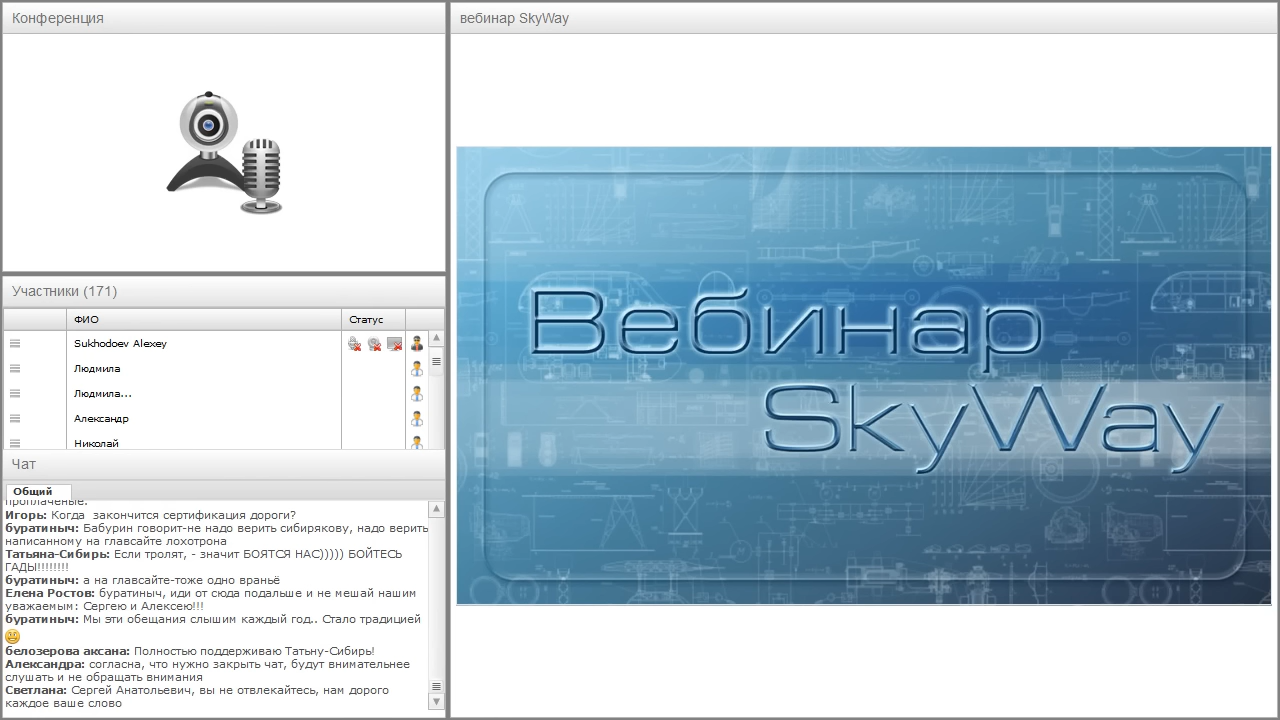 Конференция
вебинар SkyWay
Вебинар
SkyWay
Участники (171)
ФИО Статус
Sukhodoev Alexey
Людмила
Людмила...
Александр
Николай
Чат
Общий
проплаченые.
Игорь: Когда закончится сертификация дороги?
буратиныч: Бабурин говорит-не надо верить сибирякову, надо верить
написанному на главсайте лохотрона
Татьяна-Сибирь: Если тролят, - значит БОЯТСЯ НАС))))) БОЙТЕСЬ
ГАДЫ!!!!!!!!
буратиныч: а на главсайте-тоже одно враньё
Елена Ростов: буратиныч, иди от сюда подальше и не мешай нашим
уважаемым: Сергею и Алексею!!!
буратиныч: Мы эти обещания слышим каждый год.. Стало традицией
белозерова аксана: Полностью поддерживаю Татьну-Сибирь!
Александра: согласна, что нужно закрыть чат, будут внимательнее
слушать и не обращать внимания
Светлана: Сергей Анатольевич, вы не отвлекайтесь, нам дорого
каждое ваше слово